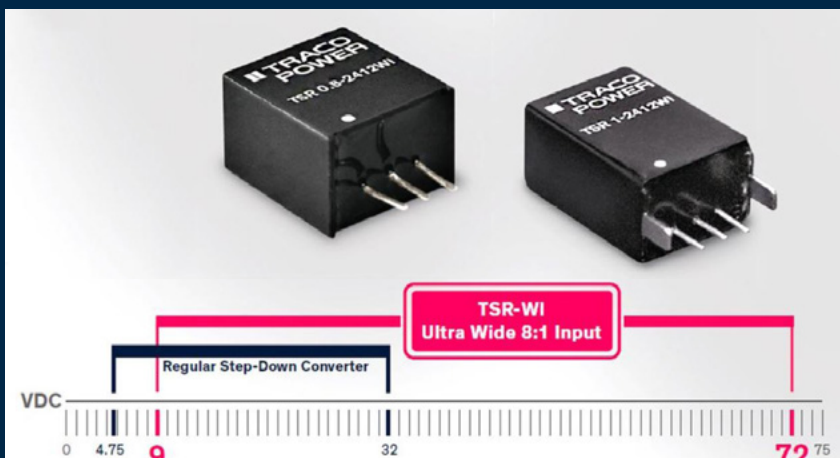 TRACO
POWER
TSR 0.8-2412WI
TRACO
POWER
TSR 1-2412WI
TSR-WI
Ultra Wide 8:1 Input
Regular Step-Down Converter
VDC
0 4.75 9 32 72 75